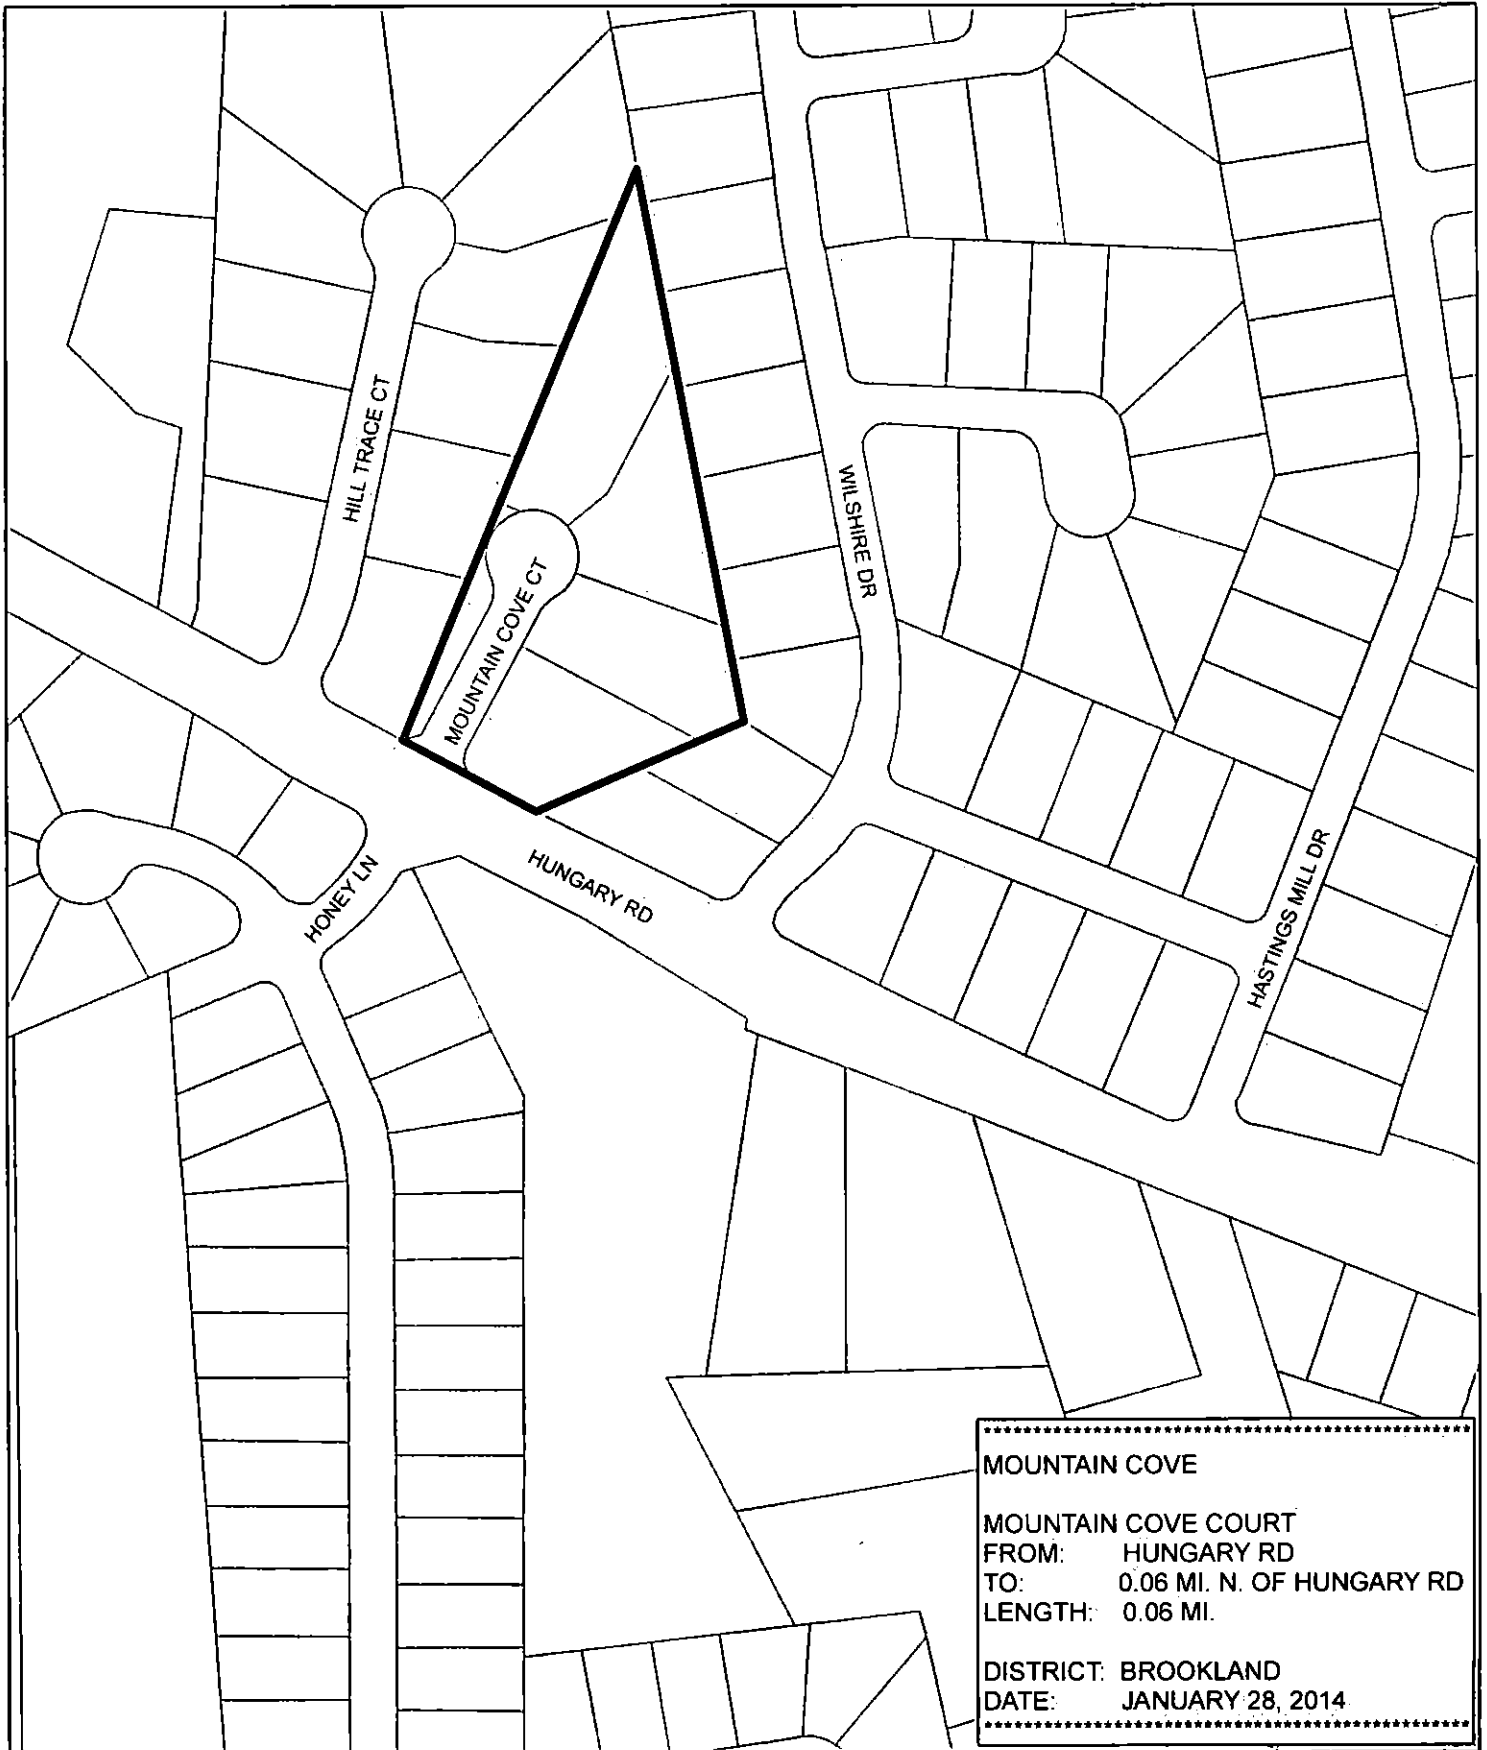 HILL TRACE CT
WILSHIRE DR
MOUNTAIN COVE CT
HUNGARY RD
HONEY LN
HASTINGS MILL DR
MOUNTAIN COVE
MOUNTAIN COVE COURT
FROM: HUNGARY RD
TO: 0.06 MI. N. OF HUNGARY RD
LENGTH: 0.06 MI.
DISTRICT: BROOKLAND
DATE: JANUARY 28, 2014